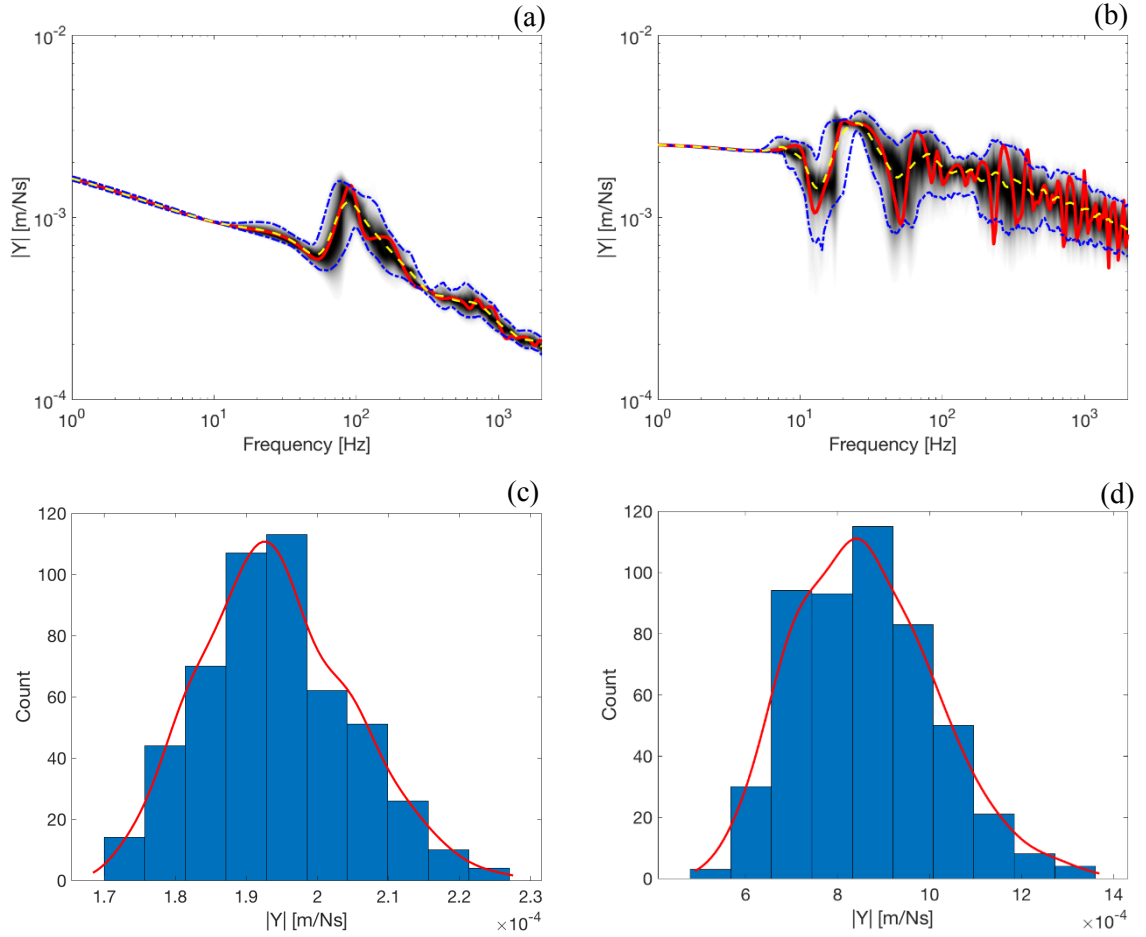 (a)
(b)
10^-2
10^-3
10^-4
|Y| [m/Ns]
10^0 10^1 10^2 10^3
Frequency [Hz]
10^-2
10^-3
10^-4
|Y| [m/Ns]
10^0 10^1 10^2 10^3
Frequency [Hz]
(c)
(d)
120
100
80
60
40
20
0
Count
1.7 1.8 1.9 2 2.1 2.2 2.3
|Y| [m/Ns]
×10^-4
120
100
80
60
40
20
0
Count
6 8 10 12 14
|Y| [m/Ns]
×10^-4